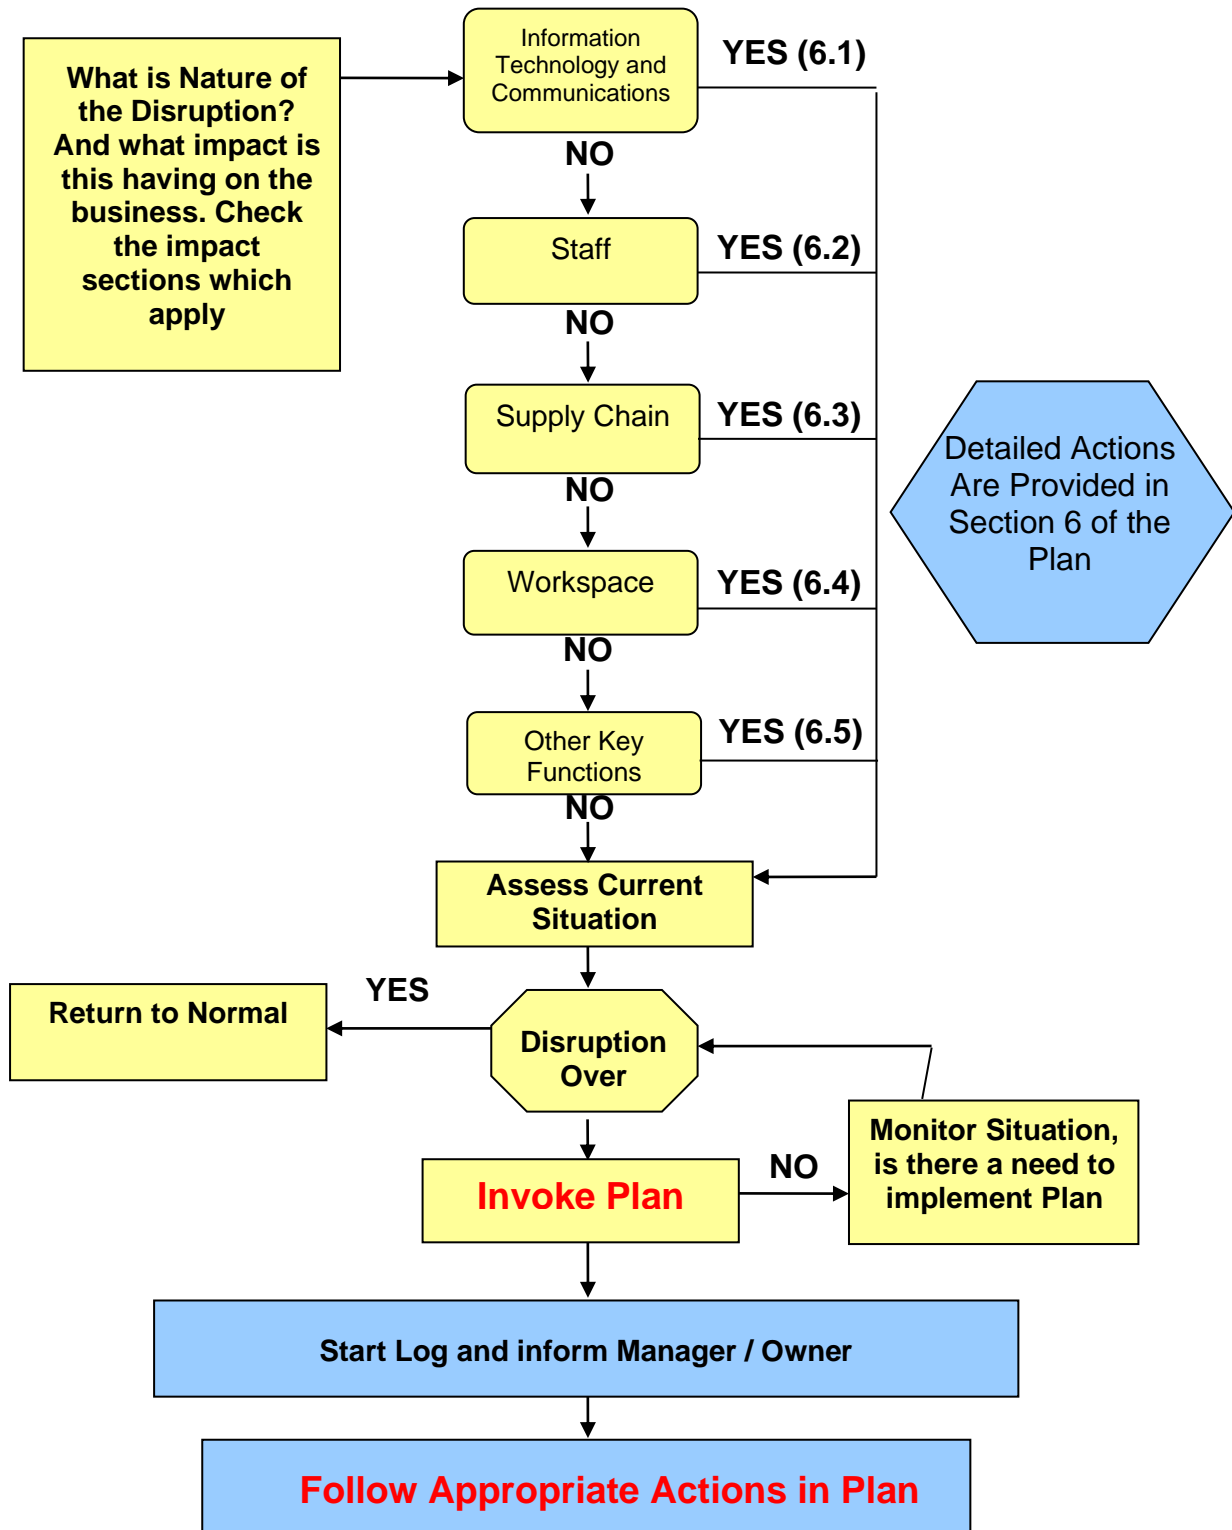 What is Nature of
the Disruption?
And what impact is
this having on the
business. Check
the impact
sections which
apply
Information
Technology and
Communications
YES (6.1)
NO
Staff
YES (6.2)
NO
Supply Chain
YES (6.3)
NO
Workspace
YES (6.4)
NO
Other Key
Functions
YES (6.5)
NO
Detailed Actions
Are Provided in
Section 6 of the
Plan
Assess Current
Situation
Disruption
Over
YES
Return to Normal
Invoke Plan
NO
Monitor Situation,
is there a need to
implement Plan
Start Log and inform Manager / Owner
Follow Appropriate Actions in Plan